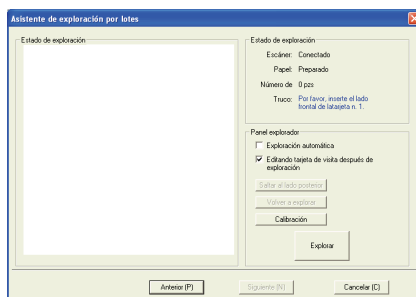 Asistente de exploración por lotes
Estado de exploración
Estado de exploración
Escáner: Conectado
Papel: Preparado
Número de 0 pzs
Truco: Por favor, inserte el lado
frontal de latarjeta n. 1.
Panel explorador
Exploración automática
Editando tarjeta de visita después de
exploración
Saltar al lado posterior
Volver a explorar
Calibración
Explorar
Anterior (P)
Siguiente (N)
Cancelar (C)